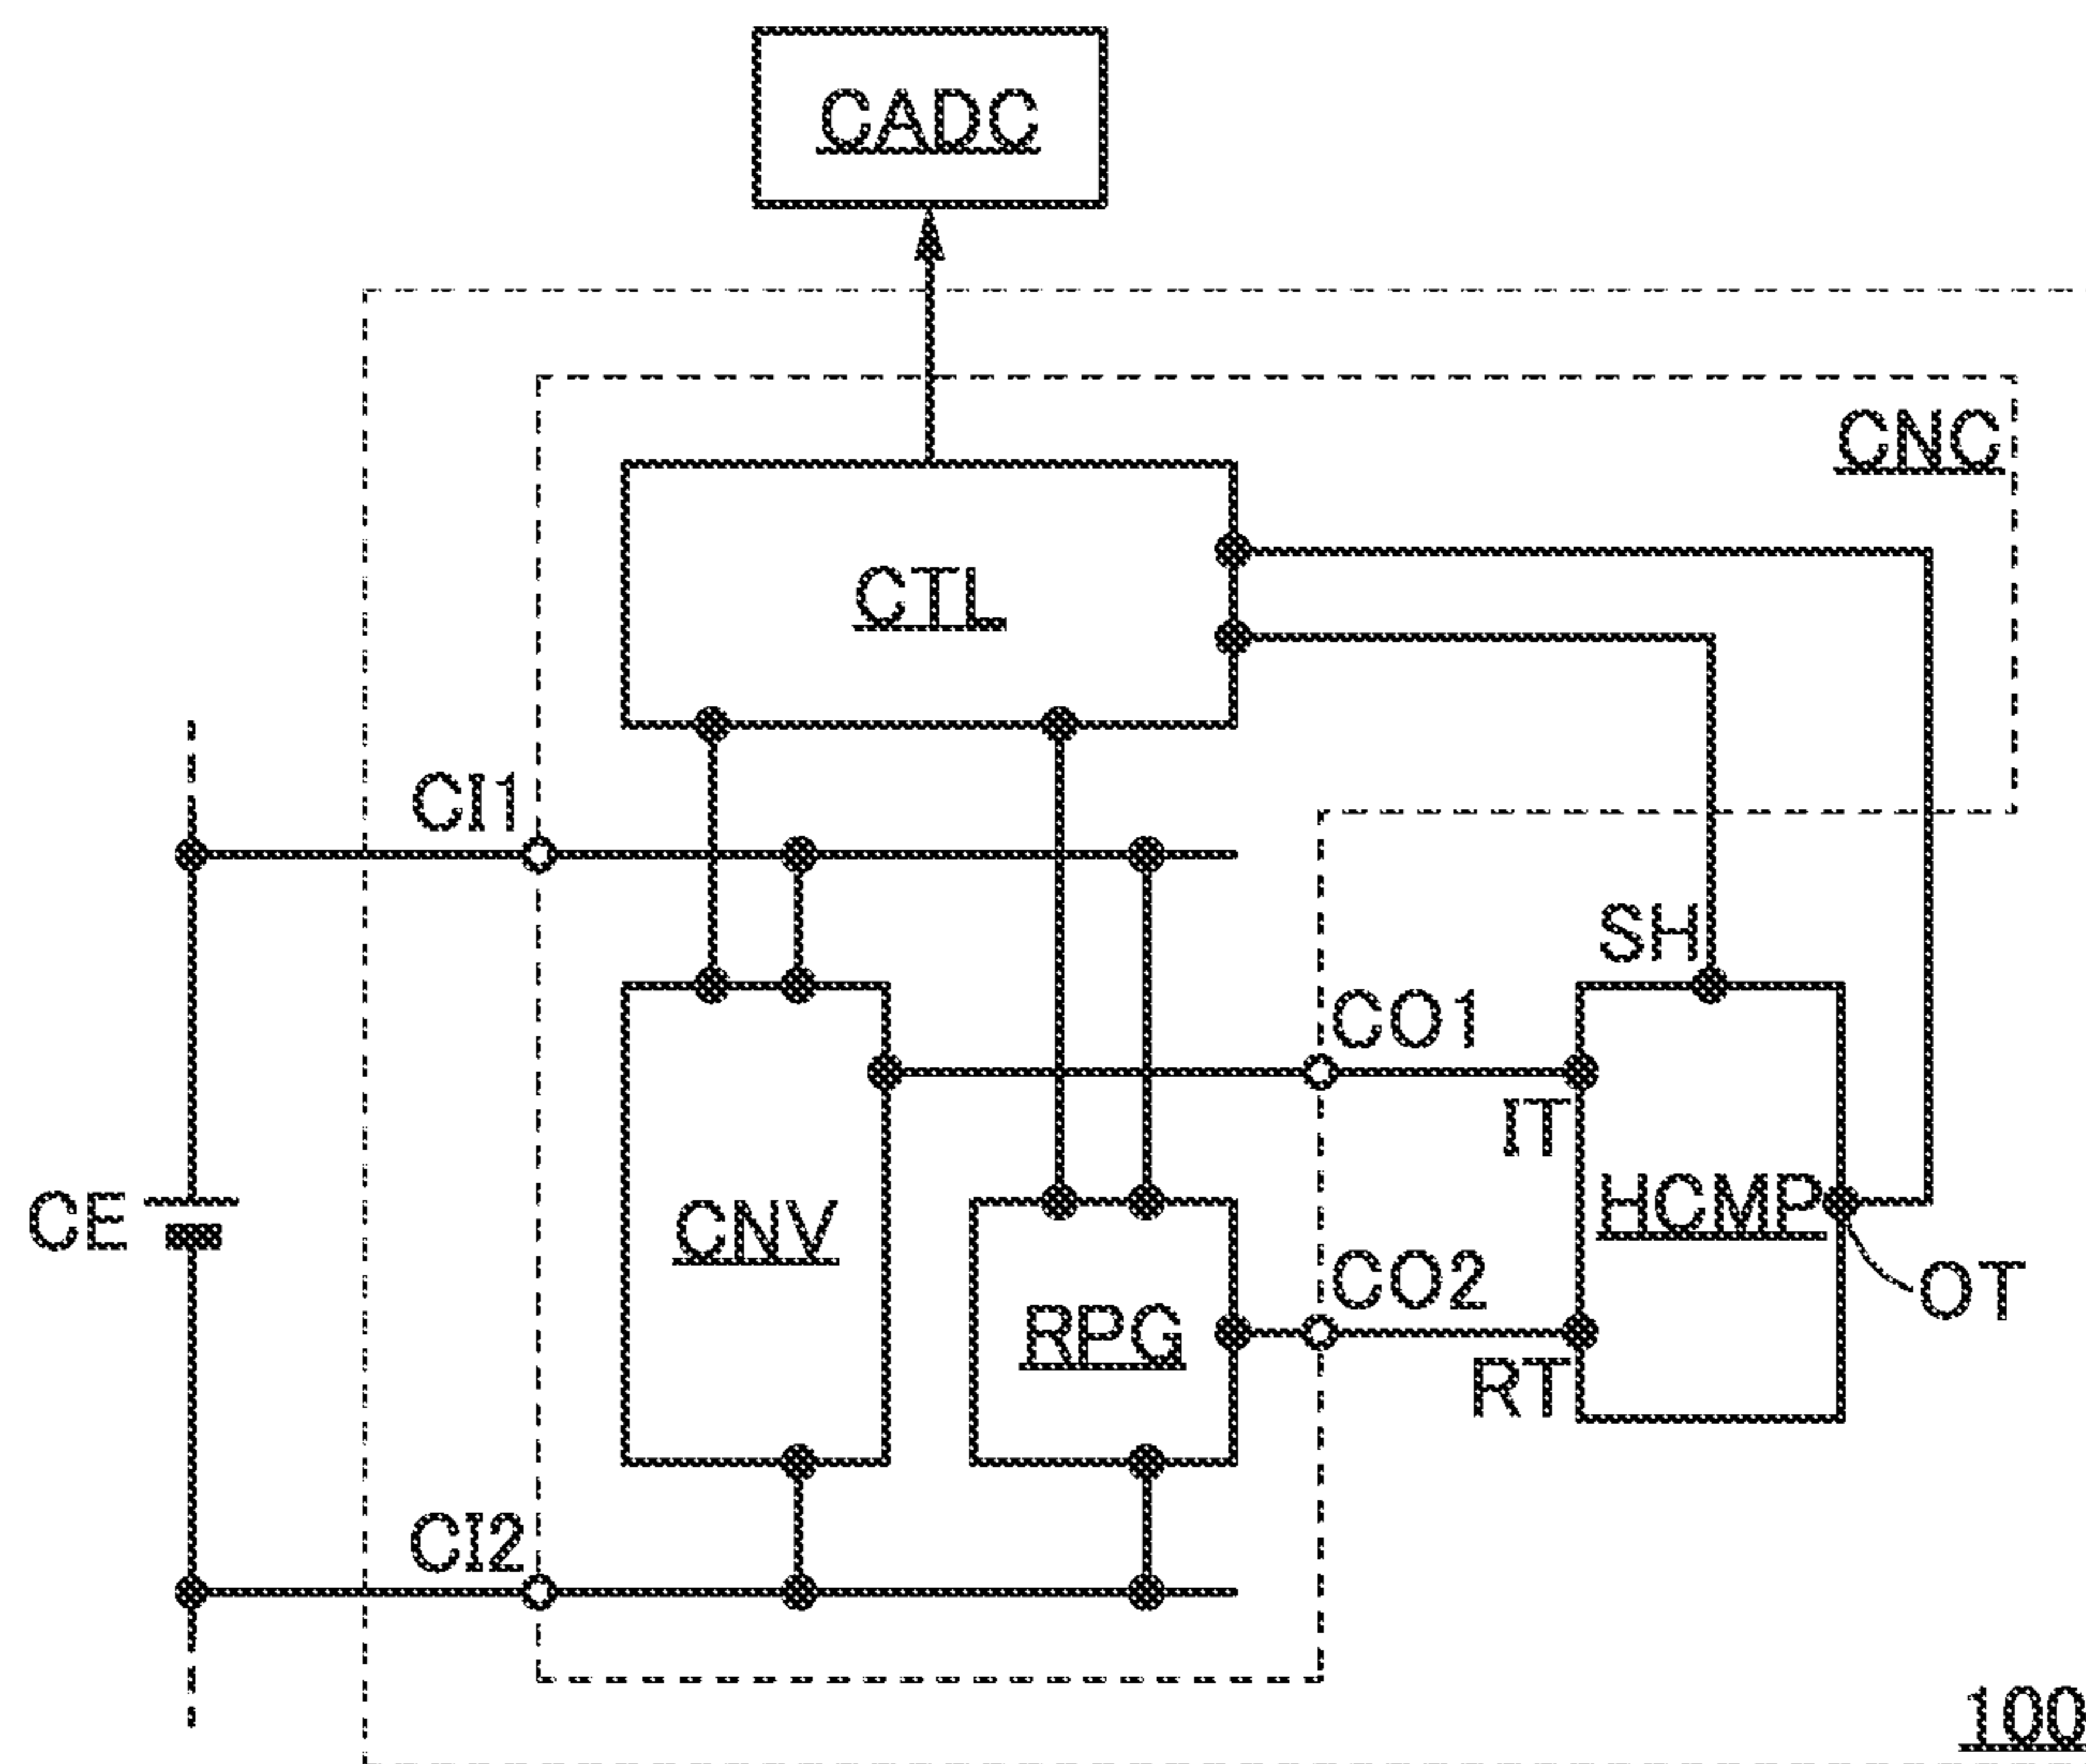 CADC
CNC
CTL
CI1
SH
CO1
IT
CE
CNV
HCMP
CO2
OT
RPG
RT
CI2
100